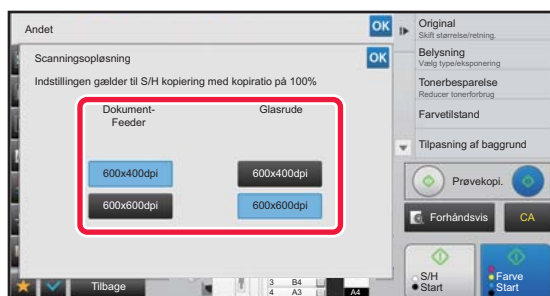 Andet
OK
Scanningsopløsning
OK
Indstillingen gælder til S/H kopiering med kopiratio på 100%
Dokument-
Feeder
Glasrude
600x400dpi
600x400dpi
600x600dpi
600x600dpi
Tilbage
3 B4
4 A3
A4
Original
Skift størrelse/retning.
Belysning
Vælg type/eksponering
Tonerbesparelse
Reducer tonerforbrug
Farvetilstand
Tilpasning af baggrund
Prøvekopi.
Forhåndsvis
CA
S/H
Start
Farve
Start